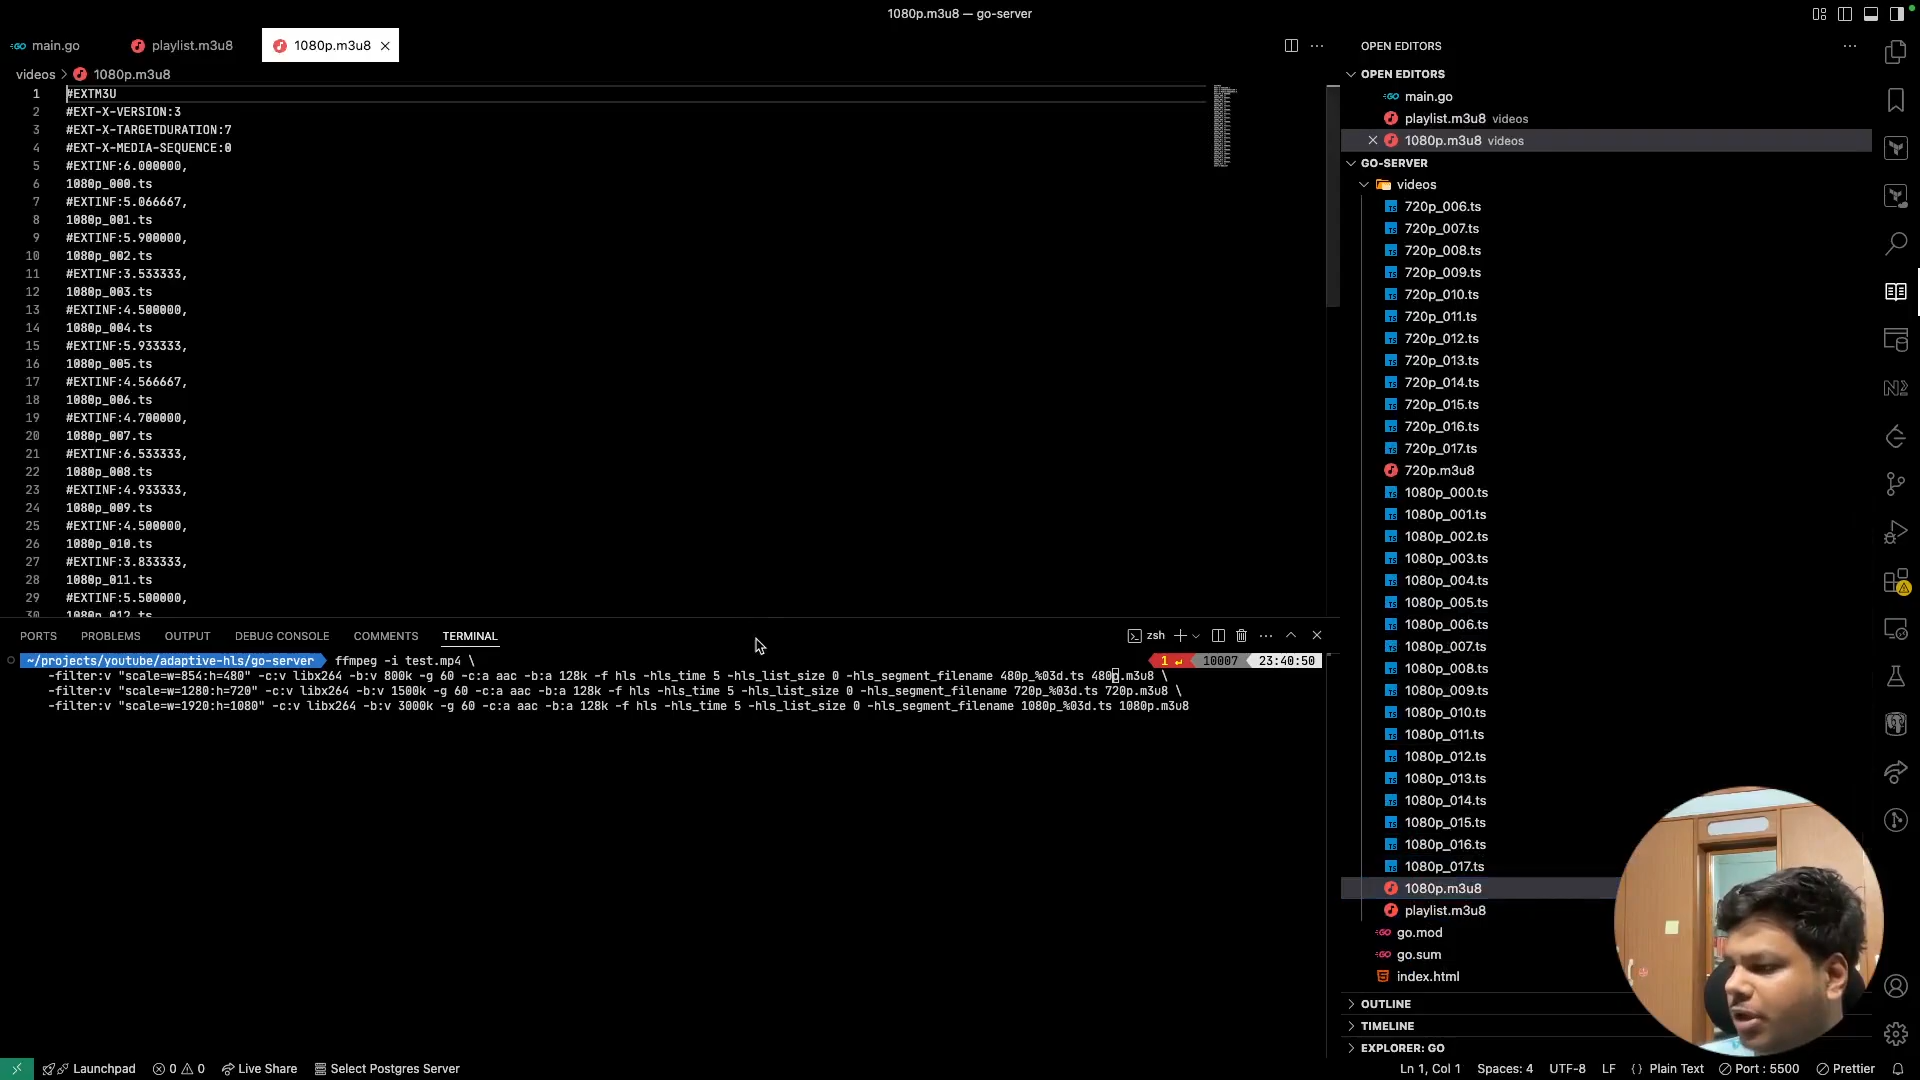 1080p.m3u8 — go-server
main.go
playlist.m3u8
1080p.m3u8
videos > 1080p.m3u8
1 #EXTM3U
2 #EXT-X-VERSION:3
3 #EXT-X-TARGETDURATION:7
4 #EXT-X-MEDIA-SEQUENCE:0
5 #EXTINF:6.000000,
6 1080p_000.ts
7 #EXTINF:5.066667,
8 1080p_001.ts
9 #EXTINF:5.900000,
10 1080p_002.ts
11 #EXTINF:3.533333,
12 1080p_003.ts
13 #EXTINF:4.500000,
14 1080p_004.ts
15 #EXTINF:5.933333,
16 1080p_005.ts
17 #EXTINF:4.566667,
18 1080p_006.ts
19 #EXTINF:4.700000,
20 1080p_007.ts
21 #EXTINF:6.533333,
22 1080p_008.ts
23 #EXTINF:4.933333,
24 1080p_009.ts
25 #EXTINF:4.500000,
26 1080p_010.ts
27 #EXTINF:3.833333,
28 1080p_011.ts
29 #EXTINF:5.500000,
30 1080p_012.ts
PORTS PROBLEMS OUTPUT DEBUG CONSOLE COMMENTS TERMINAL
zsh
~/projects/youtube/adaptive-hls/go-server ffmpeg -i test.mp4 \
1 ↵ 10007 23:40:50
-filter:v "scale=w=854:h=480" -c:v libx264 -b:v 800k -g 60 -c:a aac -b:a 128k -f hls -hls_time 5 -hls_list_size 0 -hls_segment_filename 480p_%03d.ts 480p.m3u8 \
-filter:v "scale=w=1280:h=720" -c:v libx264 -b:v 1500k -g 60 -c:a aac -b:a 128k -f hls -hls_time 5 -hls_list_size 0 -hls_segment_filename 720p_%03d.ts 720p.m3u8 \
-filter:v "scale=w=1920:h=1080" -c:v libx264 -b:v 3000k -g 60 -c:a aac -b:a 128k -f hls -hls_time 5 -hls_list_size 0 -hls_segment_filename 1080p_%03d.ts 1080p.m3u8
OPEN EDITORS
OPEN EDITORS
main.go
playlist.m3u8 videos
1080p.m3u8 videos
GO-SERVER
videos
720p_006.ts
720p_007.ts
720p_008.ts
720p_009.ts
720p_010.ts
720p_011.ts
720p_012.ts
720p_013.ts
720p_014.ts
720p_015.ts
720p_016.ts
720p_017.ts
720p.m3u8
1080p_000.ts
1080p_001.ts
1080p_002.ts
1080p_003.ts
1080p_004.ts
1080p_005.ts
1080p_006.ts
1080p_007.ts
1080p_008.ts
1080p_009.ts
1080p_010.ts
1080p_011.ts
1080p_012.ts
1080p_013.ts
1080p_014.ts
1080p_015.ts
1080p_016.ts
1080p_017.ts
1080p.m3u8
playlist.m3u8
go.mod
go.sum
index.html
OUTLINE
TIMELINE
EXPLORER: GO
Launchpad 0 0 Live Share Select Postgres Server
Ln 1, Col 1 Spaces: 4 UTF-8 LF {} Plain Text Port : 5500 Prettier